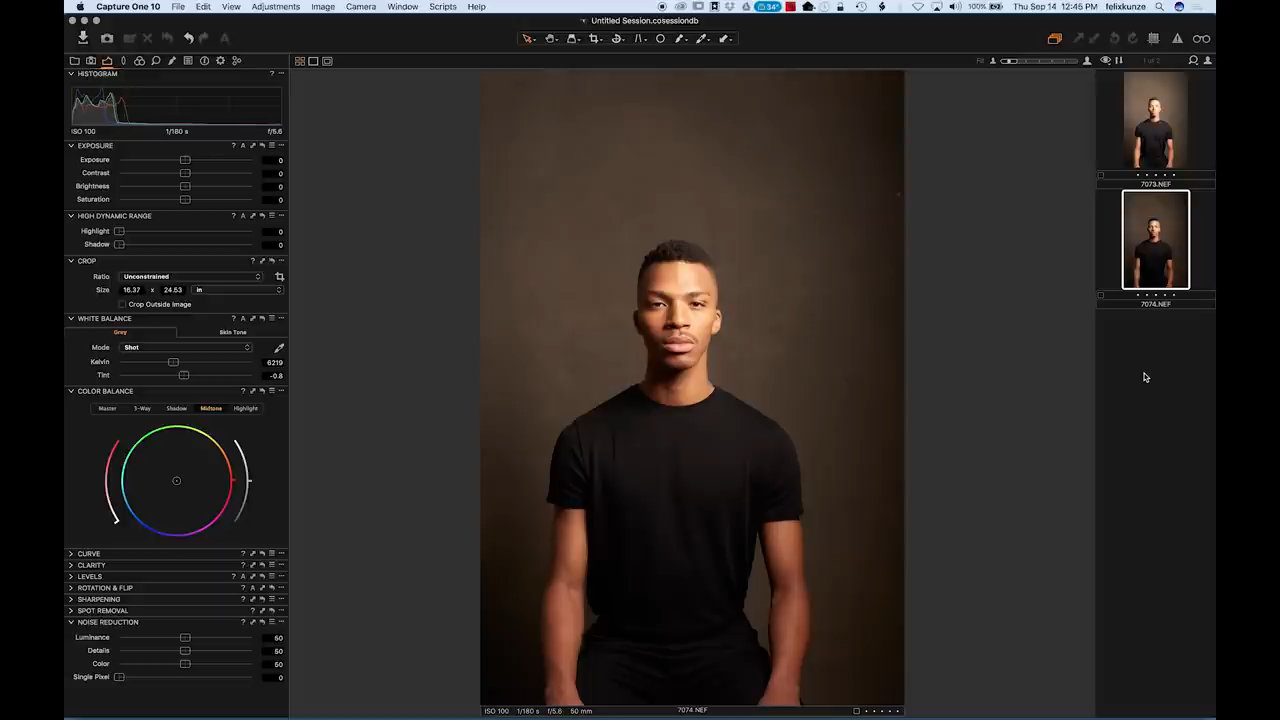 Capture One 10 File Edit View Adjustments Image Camera Window Scripts Help 34° 100% Thu Sep 14 12:45 PM felixkunze
Untitled Session.cosessiondb
Fit 1 of 2
HISTOGRAM ?
ISO 100 1/180 s f/5.6
EXPOSURE ? A
Exposure 0
Contrast 0
Brightness 0
Saturation 0
HIGH DYNAMIC RANGE ? A
Highlight 0
Shadow 0
CROP ?
Ratio Unconstrained
Size 16.37 x 24.53 in
Crop Outside Image
WHITE BALANCE ? A
Grey Skin Tone
Mode Shot
Kelvin 6219
Tint -0.8
COLOR BALANCE ?
Master 3-Way Shadow Midtone Highlight
CURVE ?
CLARITY ?
LEVELS ? A
ROTATION & FLIP ? A
SHARPENING ?
SPOT REMOVAL ?
NOISE REDUCTION ?
Luminance 50
Details 50
Color 50
Single Pixel 0
ISO 100 1/180 s f/5.6 50 mm 7074.NEF
7073.NEF
7074.NEF